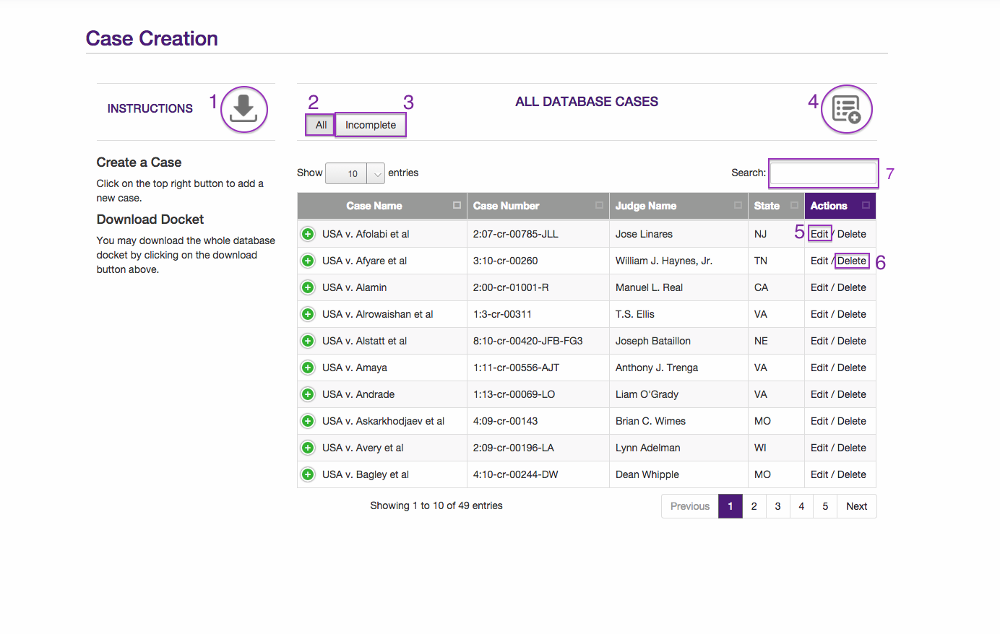 Case Creation
INSTRUCTIONS 1
2 3
All Incomplete
ALL DATABASE CASES
4
Create a Case
Click on the top right button to add a
new case.
Download Docket
You may download the whole database
docket by clicking on the download
button above.
Show 10 entries
Search: 7
Case Name Case Number Judge Name State Actions
USA v. Afolabi et al 2:07-cr-00785-JLL Jose Linares NJ 5 Edit / Delete
USA v. Afyare et al 3:10-cr-00260 William J. Haynes, Jr. TN Edit / Delete 6
USA v. Alamin 2:00-cr-01001-R Manuel L. Real CA Edit / Delete
USA v. Alrowaishan et al 1:3-cr-00311 T.S. Ellis VA Edit / Delete
USA v. Alstatt et al 8:10-cr-00420-JFB-FG3 Joseph Bataillon NE Edit / Delete
USA v. Amaya 1:11-cr-00556-AJT Anthony J. Trenga VA Edit / Delete
USA v. Andrade 1:13-cr-00069-LO Liam O'Grady VA Edit / Delete
USA v. Askarkhodjaev et al 4:09-cr-00143 Brian C. Wimes MO Edit / Delete
USA v. Avery et al 2:09-cr-00196-LA Lynn Adelman WI Edit / Delete
USA v. Bagley et al 4:10-cr-00244-DW Dean Whipple MO Edit / Delete
Showing 1 to 10 of 49 entries
Previous 1 2 3 4 5 Next